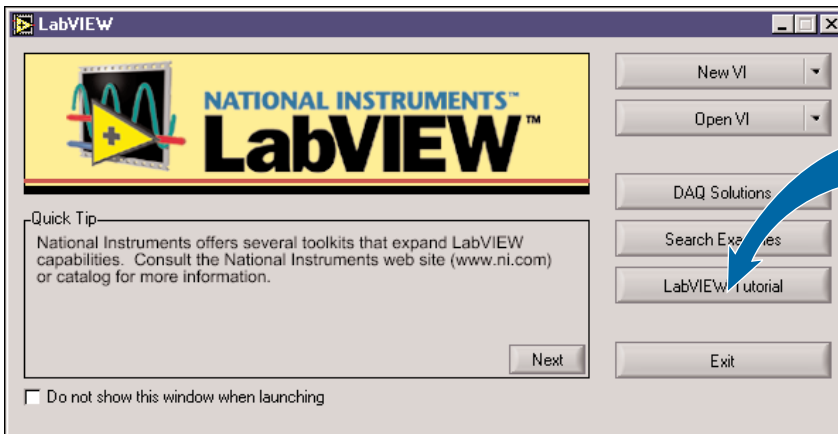 LabVIEW
NATIONAL INSTRUMENTS™
LabVIEW™
Quick Tip
National Instruments offers several toolkits that expand LabVIEW
capabilities. Consult the National Instruments web site (www.ni.com)
or catalog for more information.
Next
Do not show this window when launching
New VI
Open VI
DAQ Solutions
Search Examples
LabVIEW Tutorial
Exit